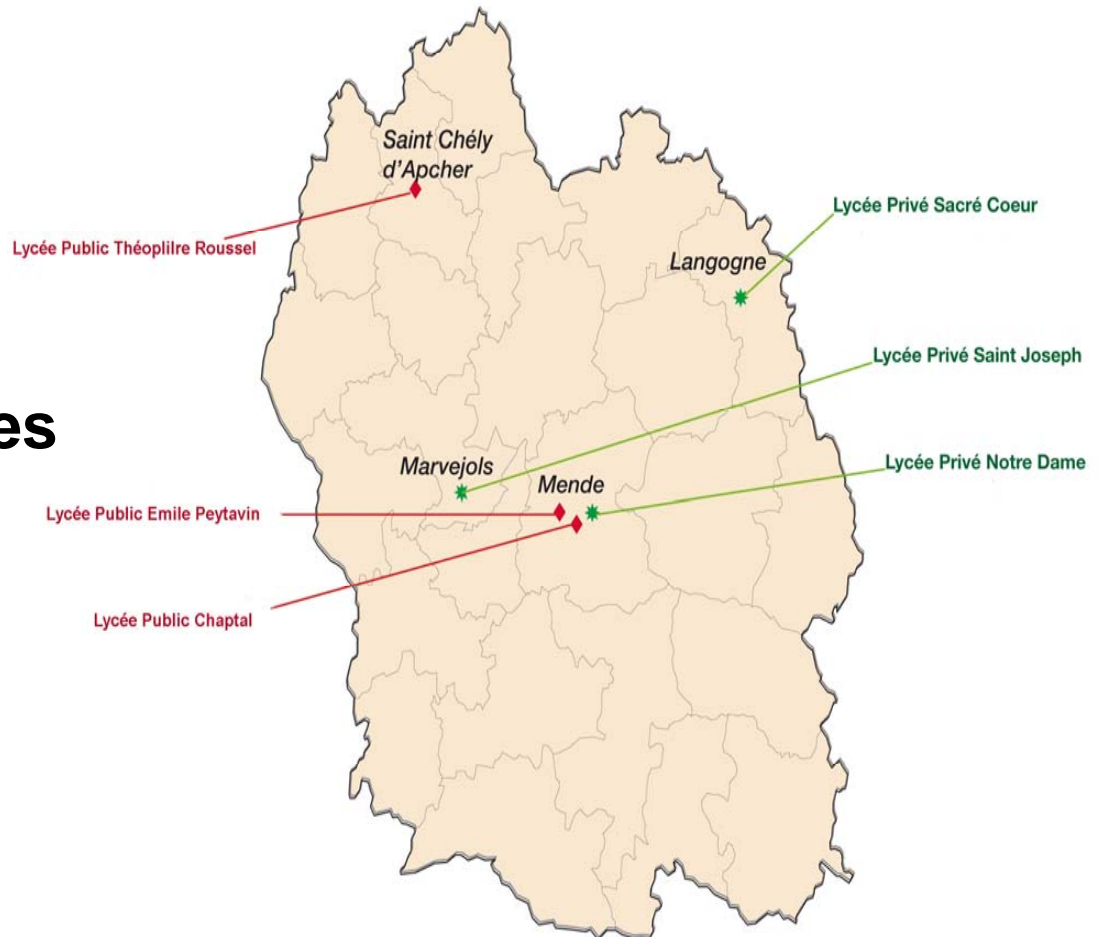 Saint Chély
d'Apcher
Lycée Privé Sacré Coeur
Lycée Public Théoplilre Roussel
Langogne
Lycée Privé Saint Joseph
es
Marvejols
Lycée Privé Notre Dame
Mende
Lycée Public Emile Peytavin
Lycée Public Chaptal